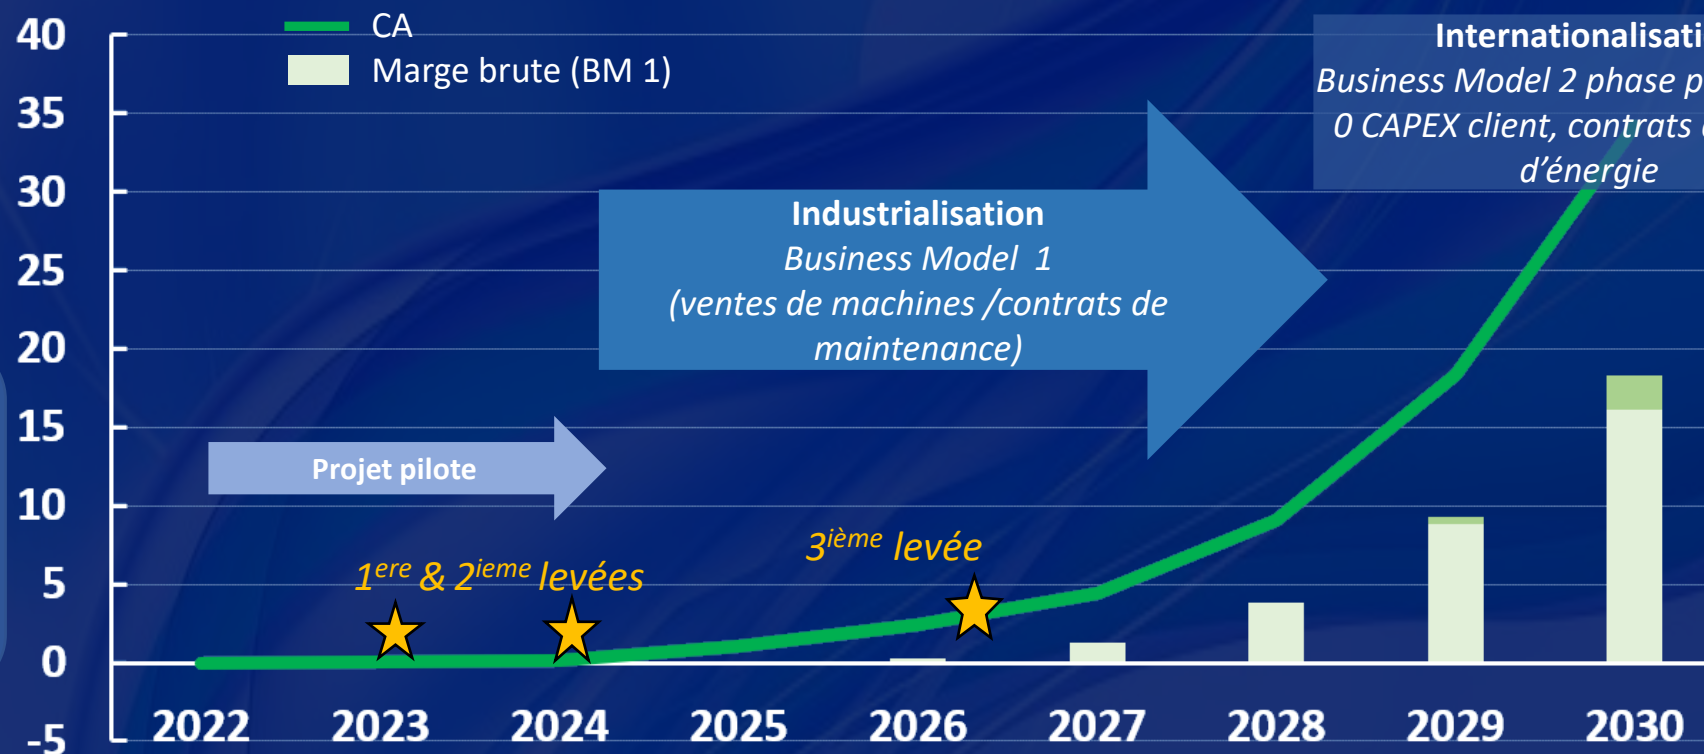 CA
Marge brute (BM 1)
40
35
30
25
20
15
10
5
0
-5
Business Model 2 phase
0 CAPEX client, contrats
d’énergie
Industrialisation
Business Model 1
(ventes de machines /contrats de
maintenance)
Projet pilote
1ere & 2ieme levées
3ième levée
2022 2023 2024 2025 2026 2027 2028 2029 2030